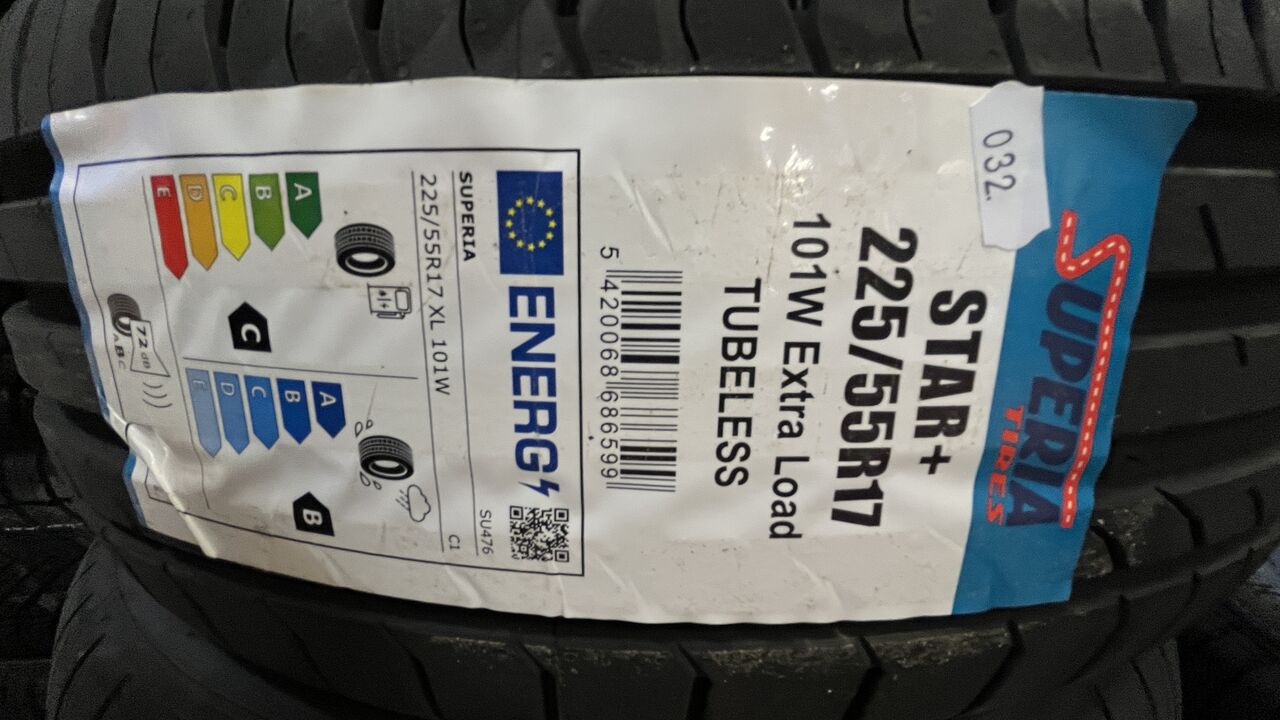 SUPERIA
TIRES
032.
STAR+
225/55R17
101W Extra Load
TUBELESS
5 420068 686599
ENERG
SUPERIA
SU476
225/55R17 XL 101W
C1
A
B
C
D
E
C
A
B
C
D
E
B
72 dB
ABC